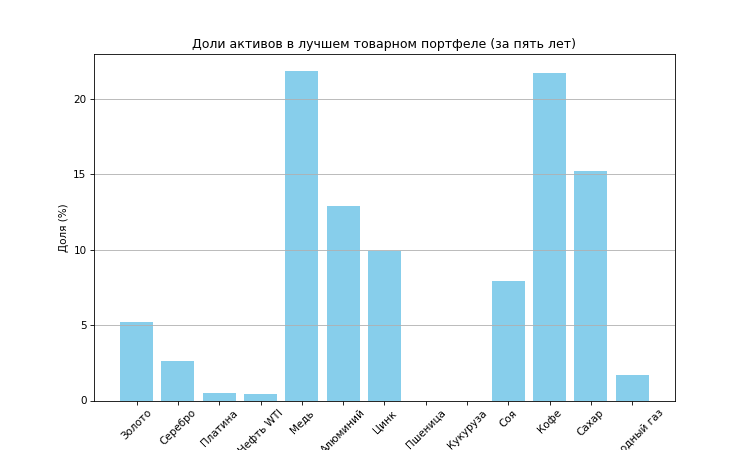 Доли активов в лучшем товарном портфеле (за пять лет)
Доля (%)
20
15
10
5
0
Золото
Серебро
Платина
Нефть WTI
Медь
Алюминий
Цинк
Пшеница
Кукуруза
Соя
Кофе
Сахар
одный газ